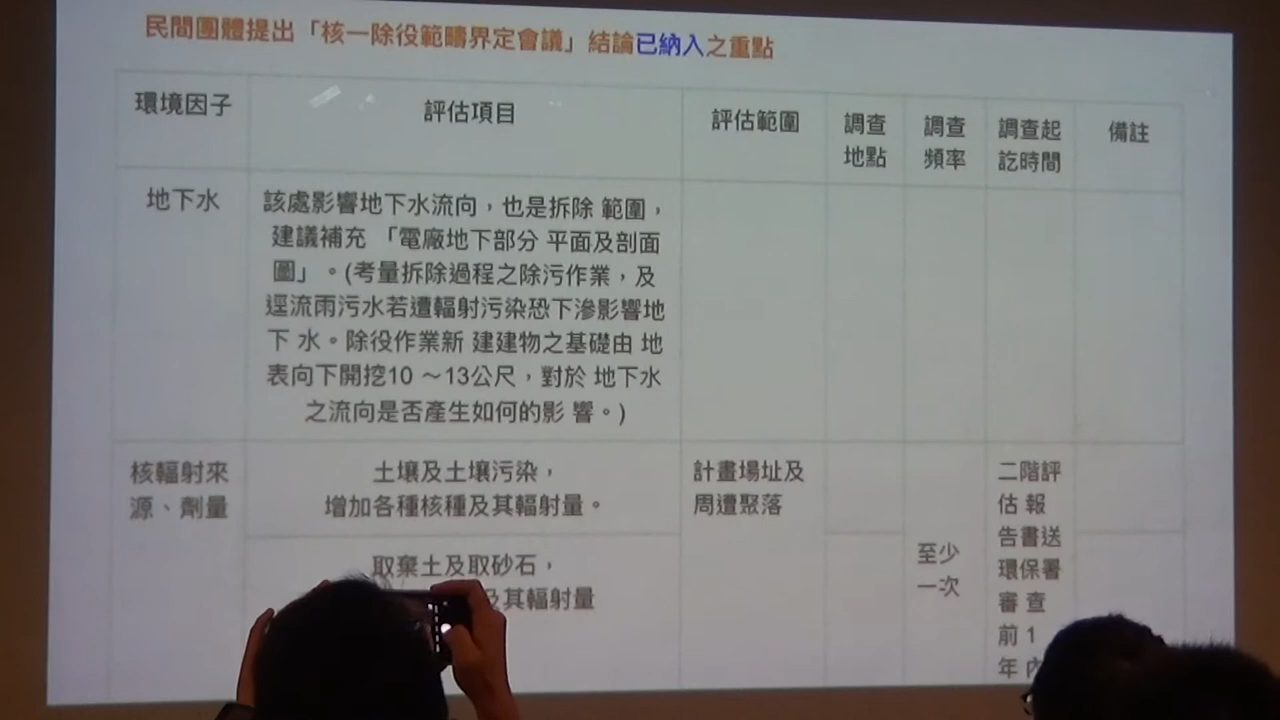 民間團體提出「核一除役範疇界定會議」結論已納入之重點
環境因子
評估項目
評估範圍
調查
地點
調查
頻率
調查起
訖時間
備註
地下水
該處影響地下水流向，也是拆除 範圍，
建議補充 「電廠地下部分 平面及剖面
圖」。(考量拆除過程之除污作業，及
逕流雨污水若遭輻射污染恐下滲影響地
下 水。除役作業新 建建物之基礎由 地
表向下開挖10 ～13公尺，對於 地下水
之流向是否產生如何的影 響。)
核輻射來
源、劑量
土壤及土壤污染，
增加各種核種及其輻射量。
計畫場址及
周遭聚落
取棄土及取砂石，
及其輻射量
至少
一次
二階評
估 報
告書送
環保署
審 查
前 1
年 內